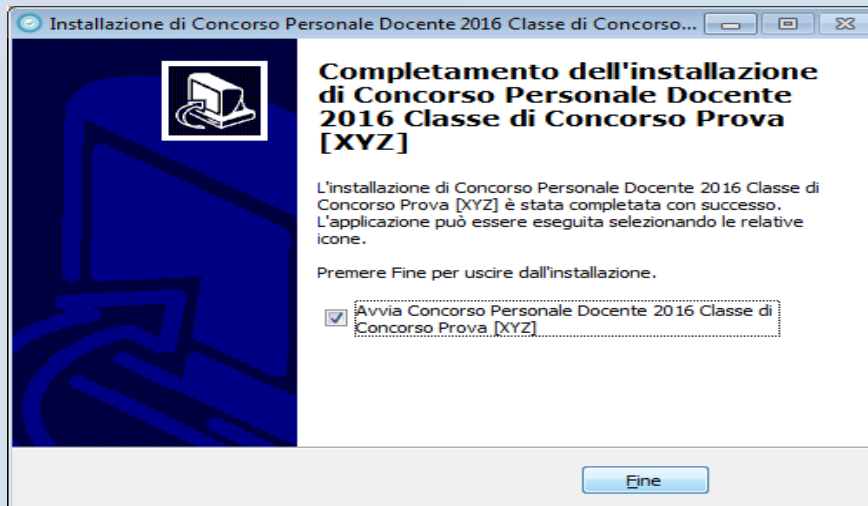 Installazione di Concorso Personale Docente 2016 Classe di Concorso...
Completamento dell'installazione
di Concorso Personale Docente
2016 Classe di Concorso Prova
[XYZ]
L'installazione di Concorso Personale Docente 2016 Classe di
Concorso Prova [XYZ] è stata completata con successo.
L'applicazione può essere eseguita selezionando le relative
icone.
Premere Fine per uscire dall'installazione.
Avvia Concorso Personale Docente 2016 Classe di
Concorso Prova [XYZ]
Fine